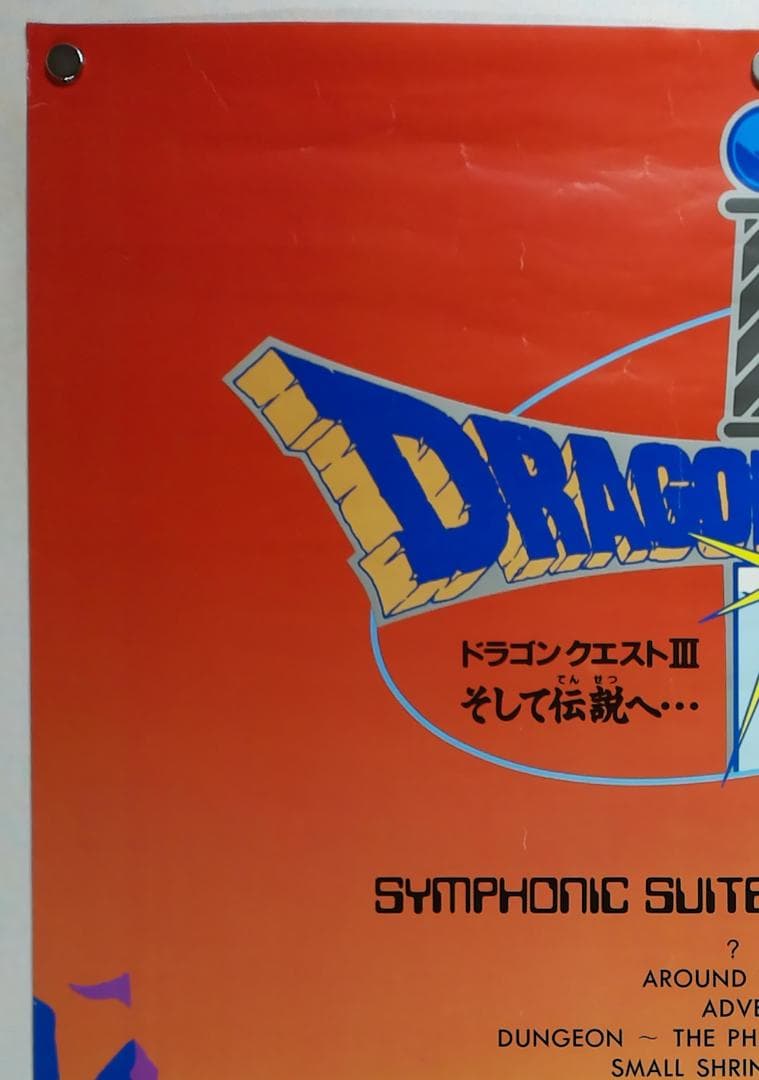 DRAGO
ドラゴンクエストIII
でん せつ
そして伝説へ…
SYMPHONIC SUITE
?
AROUND
ADVE
DUNGEON ~ THE PH
SMALL SHRIN